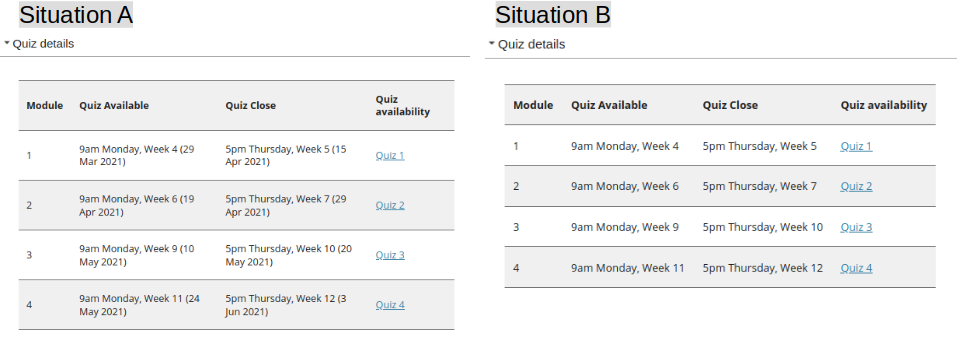 Situation A
Quiz details
Module Quiz Available Quiz Close Quiz
availability
1 9am Monday, Week 4 (29
Mar 2021) 5pm Thursday, Week 5 (15
Apr 2021) Quiz 1
2 9am Monday, Week 6 (19
Apr 2021) 5pm Thursday, Week 7 (29
Apr 2021) Quiz 2
3 9am Monday, Week 9 (10
May 2021) 5pm Thursday, Week 10 (20
May 2021) Quiz 3
4 9am Monday, Week 11 (24
May 2021) 5pm Thursday, Week 12 (3
Jun 2021) Quiz 4
Situation B
Quiz details
Module Quiz Available Quiz Close Quiz availability
1 9am Monday, Week 4 5pm Thursday, Week 5 Quiz 1
2 9am Monday, Week 6 5pm Thursday, Week 7 Quiz 2
3 9am Monday, Week 9 5pm Thursday, Week 10 Quiz 3
4 9am Monday, Week 11 5pm Thursday, Week 12 Quiz 4